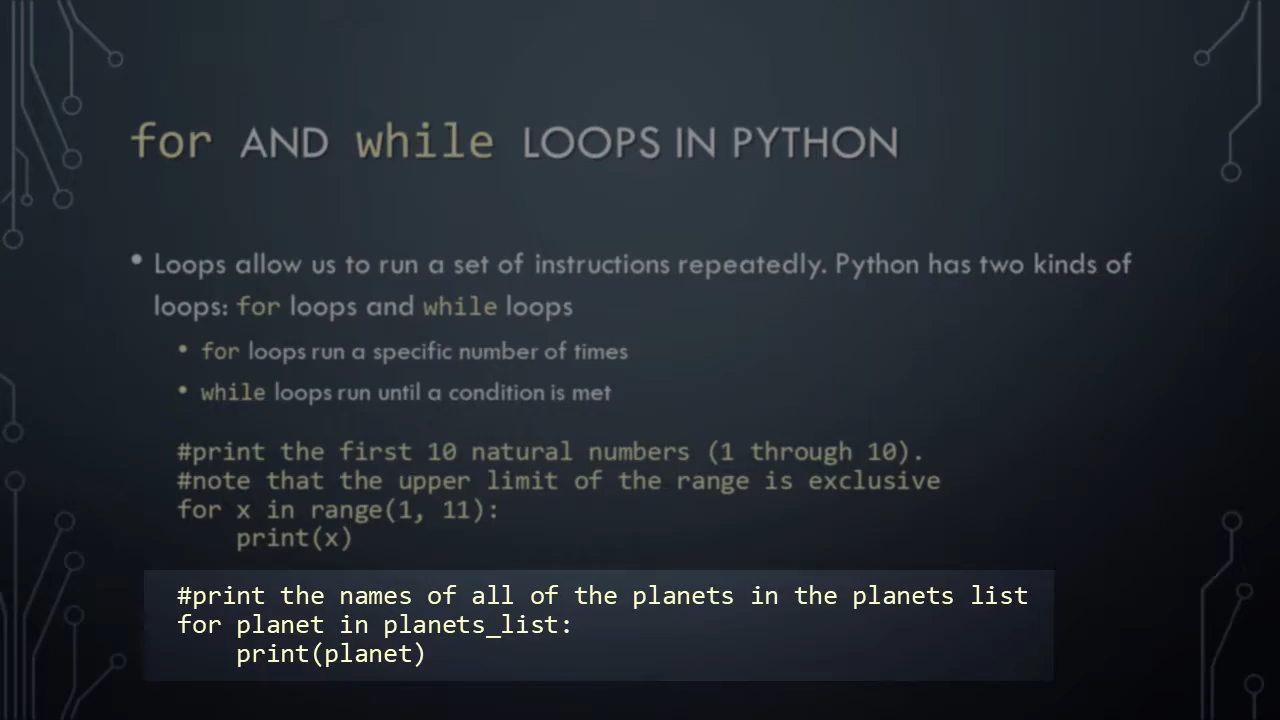 for AND while LOOPS IN PYTHON
• Loops allow us to run a set of instructions repeatedly. Python has two kinds of
loops: for loops and while loops
• for loops run a specific number of times
• while loops run until a condition is met
#print the first 10 natural numbers (1 through 10).
#note that the upper limit of the range is exclusive
for x in range(1, 11):
    print(x)
#print the names of all of the planets in the planets list
for planet in planets_list:
    print(planet)